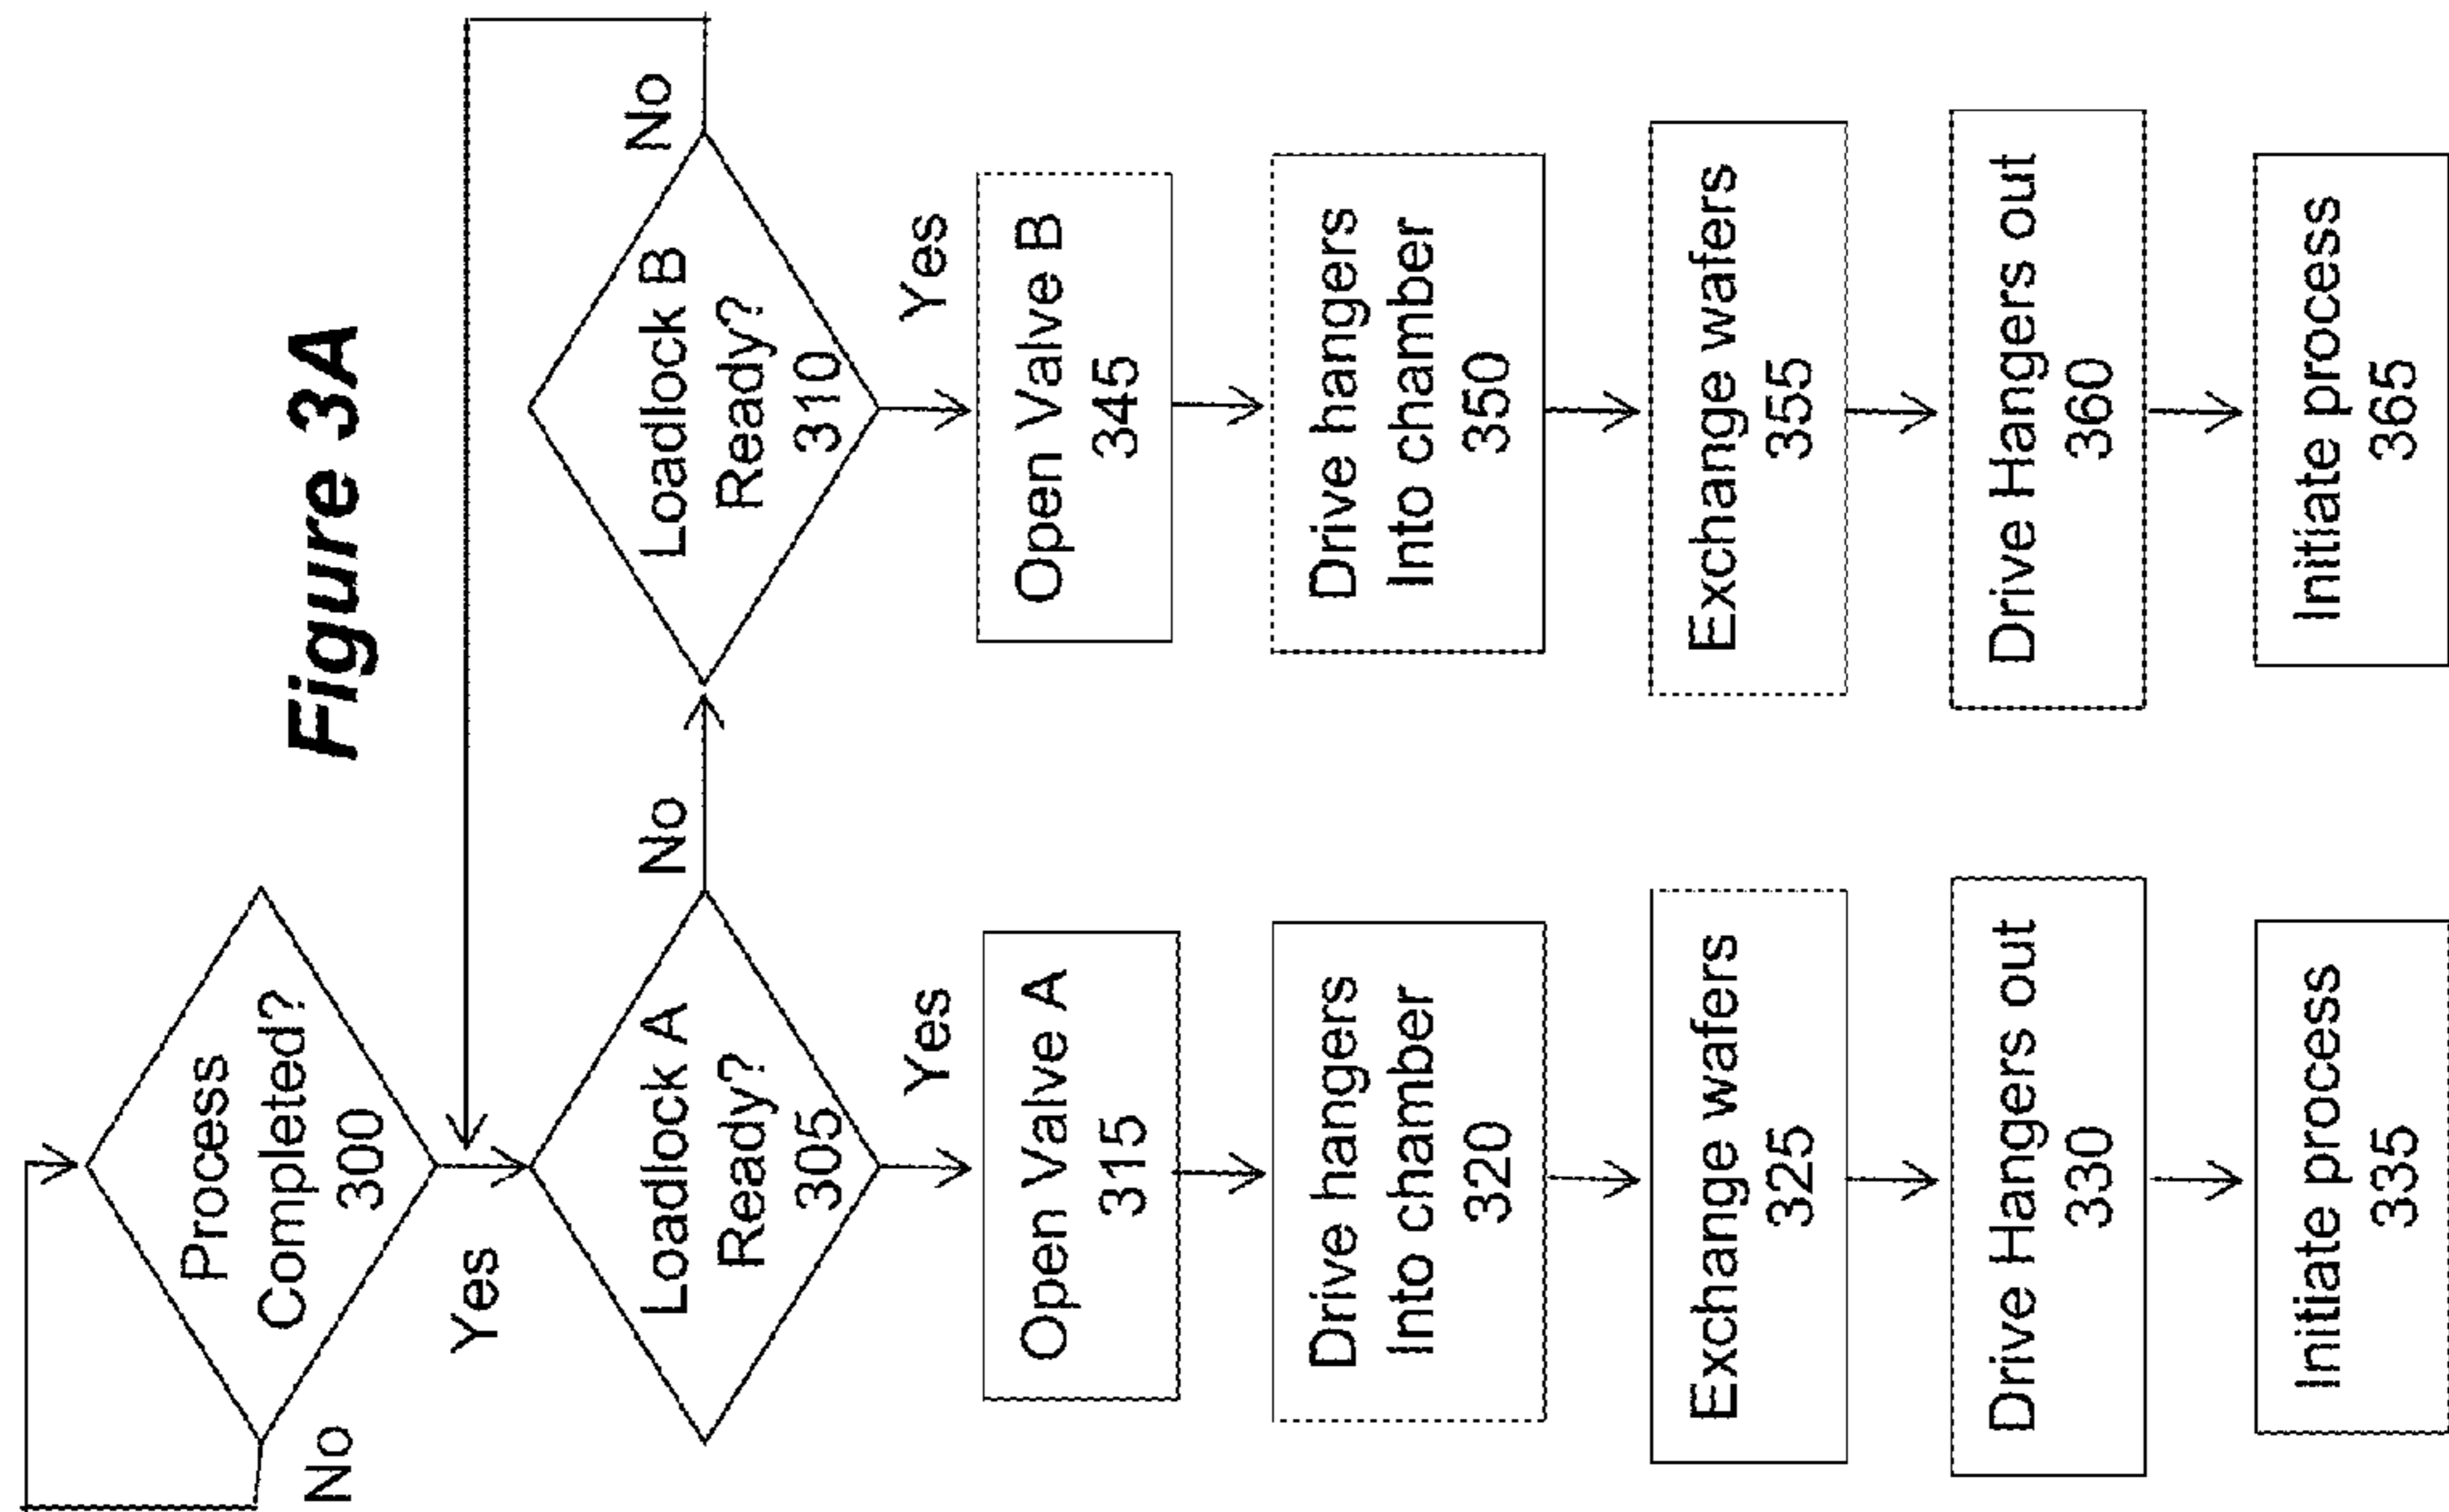 Figure 3A
Process
Completed?
300
No
Yes
Loadlock A
Ready?
305
No
Yes
Open Valve A
315
Drive hangers
Into chamber
320
Exchange wafers
325
Drive Hangers out
330
Initiate process
335
Loadlock B
Ready?
310
No
Yes
Open Valve B
345
Drive hangers
Into chamber
350
Exchange wafers
355
Drive Hangers out
360
Initiate process
365